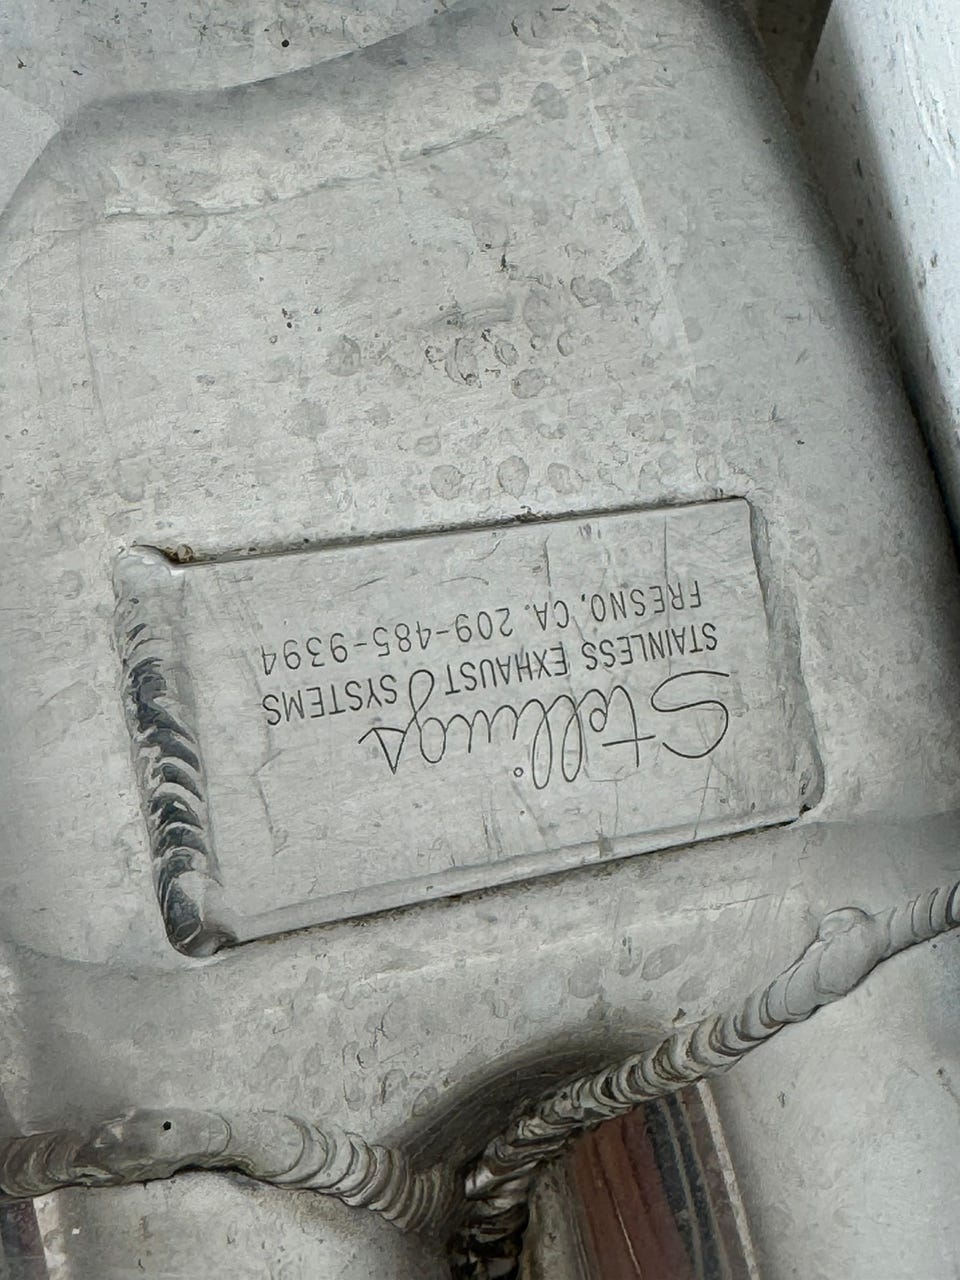 Stellings
STAINLESS EXHAUST SYSTEMS
FRESNO, CA. 209-485-9394